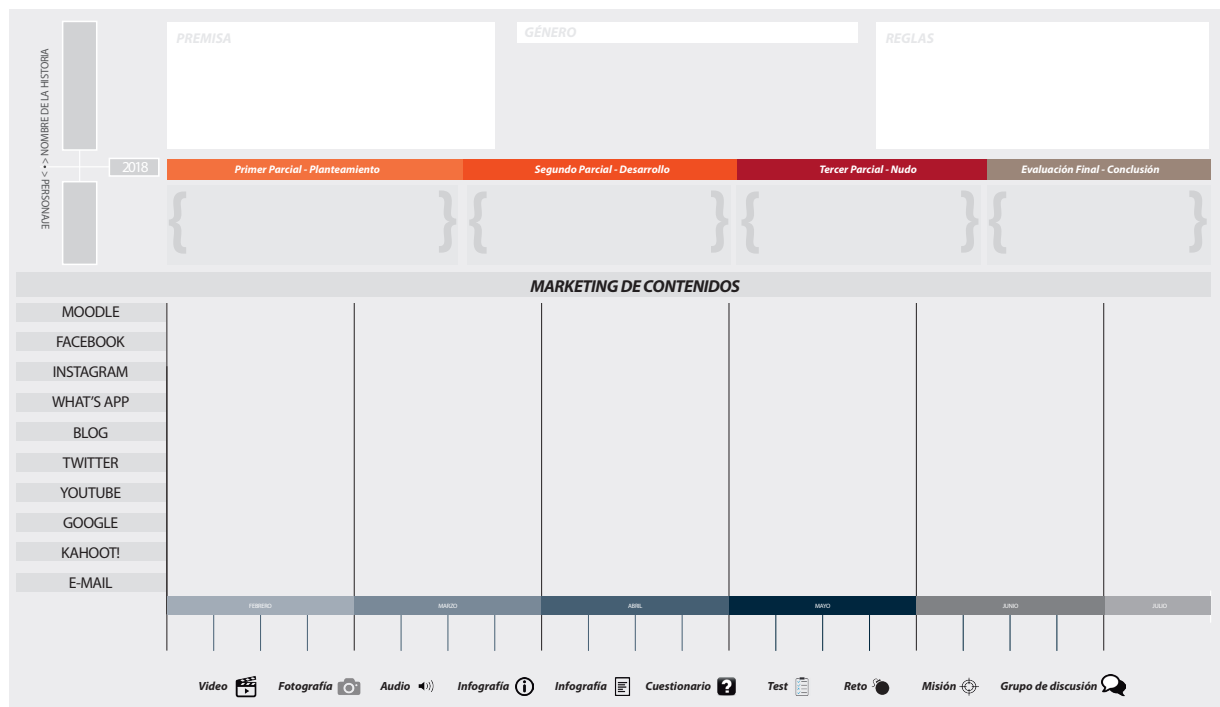 PREMISA
GÉNERO
REGLAS
PERSONAJE <•> NOMBRE DE LA HISTORIA
2018
Primer Parcial - Planteamiento
Segundo Parcial - Desarrollo
Tercer Parcial - Nudo
Evaluación Final - Conclusión
MARKETING DE CONTENIDOS
MOODLE
FACEBOOK
INSTAGRAM
WHAT'S APP
BLOG
TWITTER
YOUTUBE
GOOGLE
KAHOOT!
E-MAIL
FEBRERO
MARZO
ABRIL
MAYO
JUNIO
JULIO
Video
Fotografía
Audio
Infografía
Infografía
Cuestionario
Test
Reto
Misión
Grupo de discusión